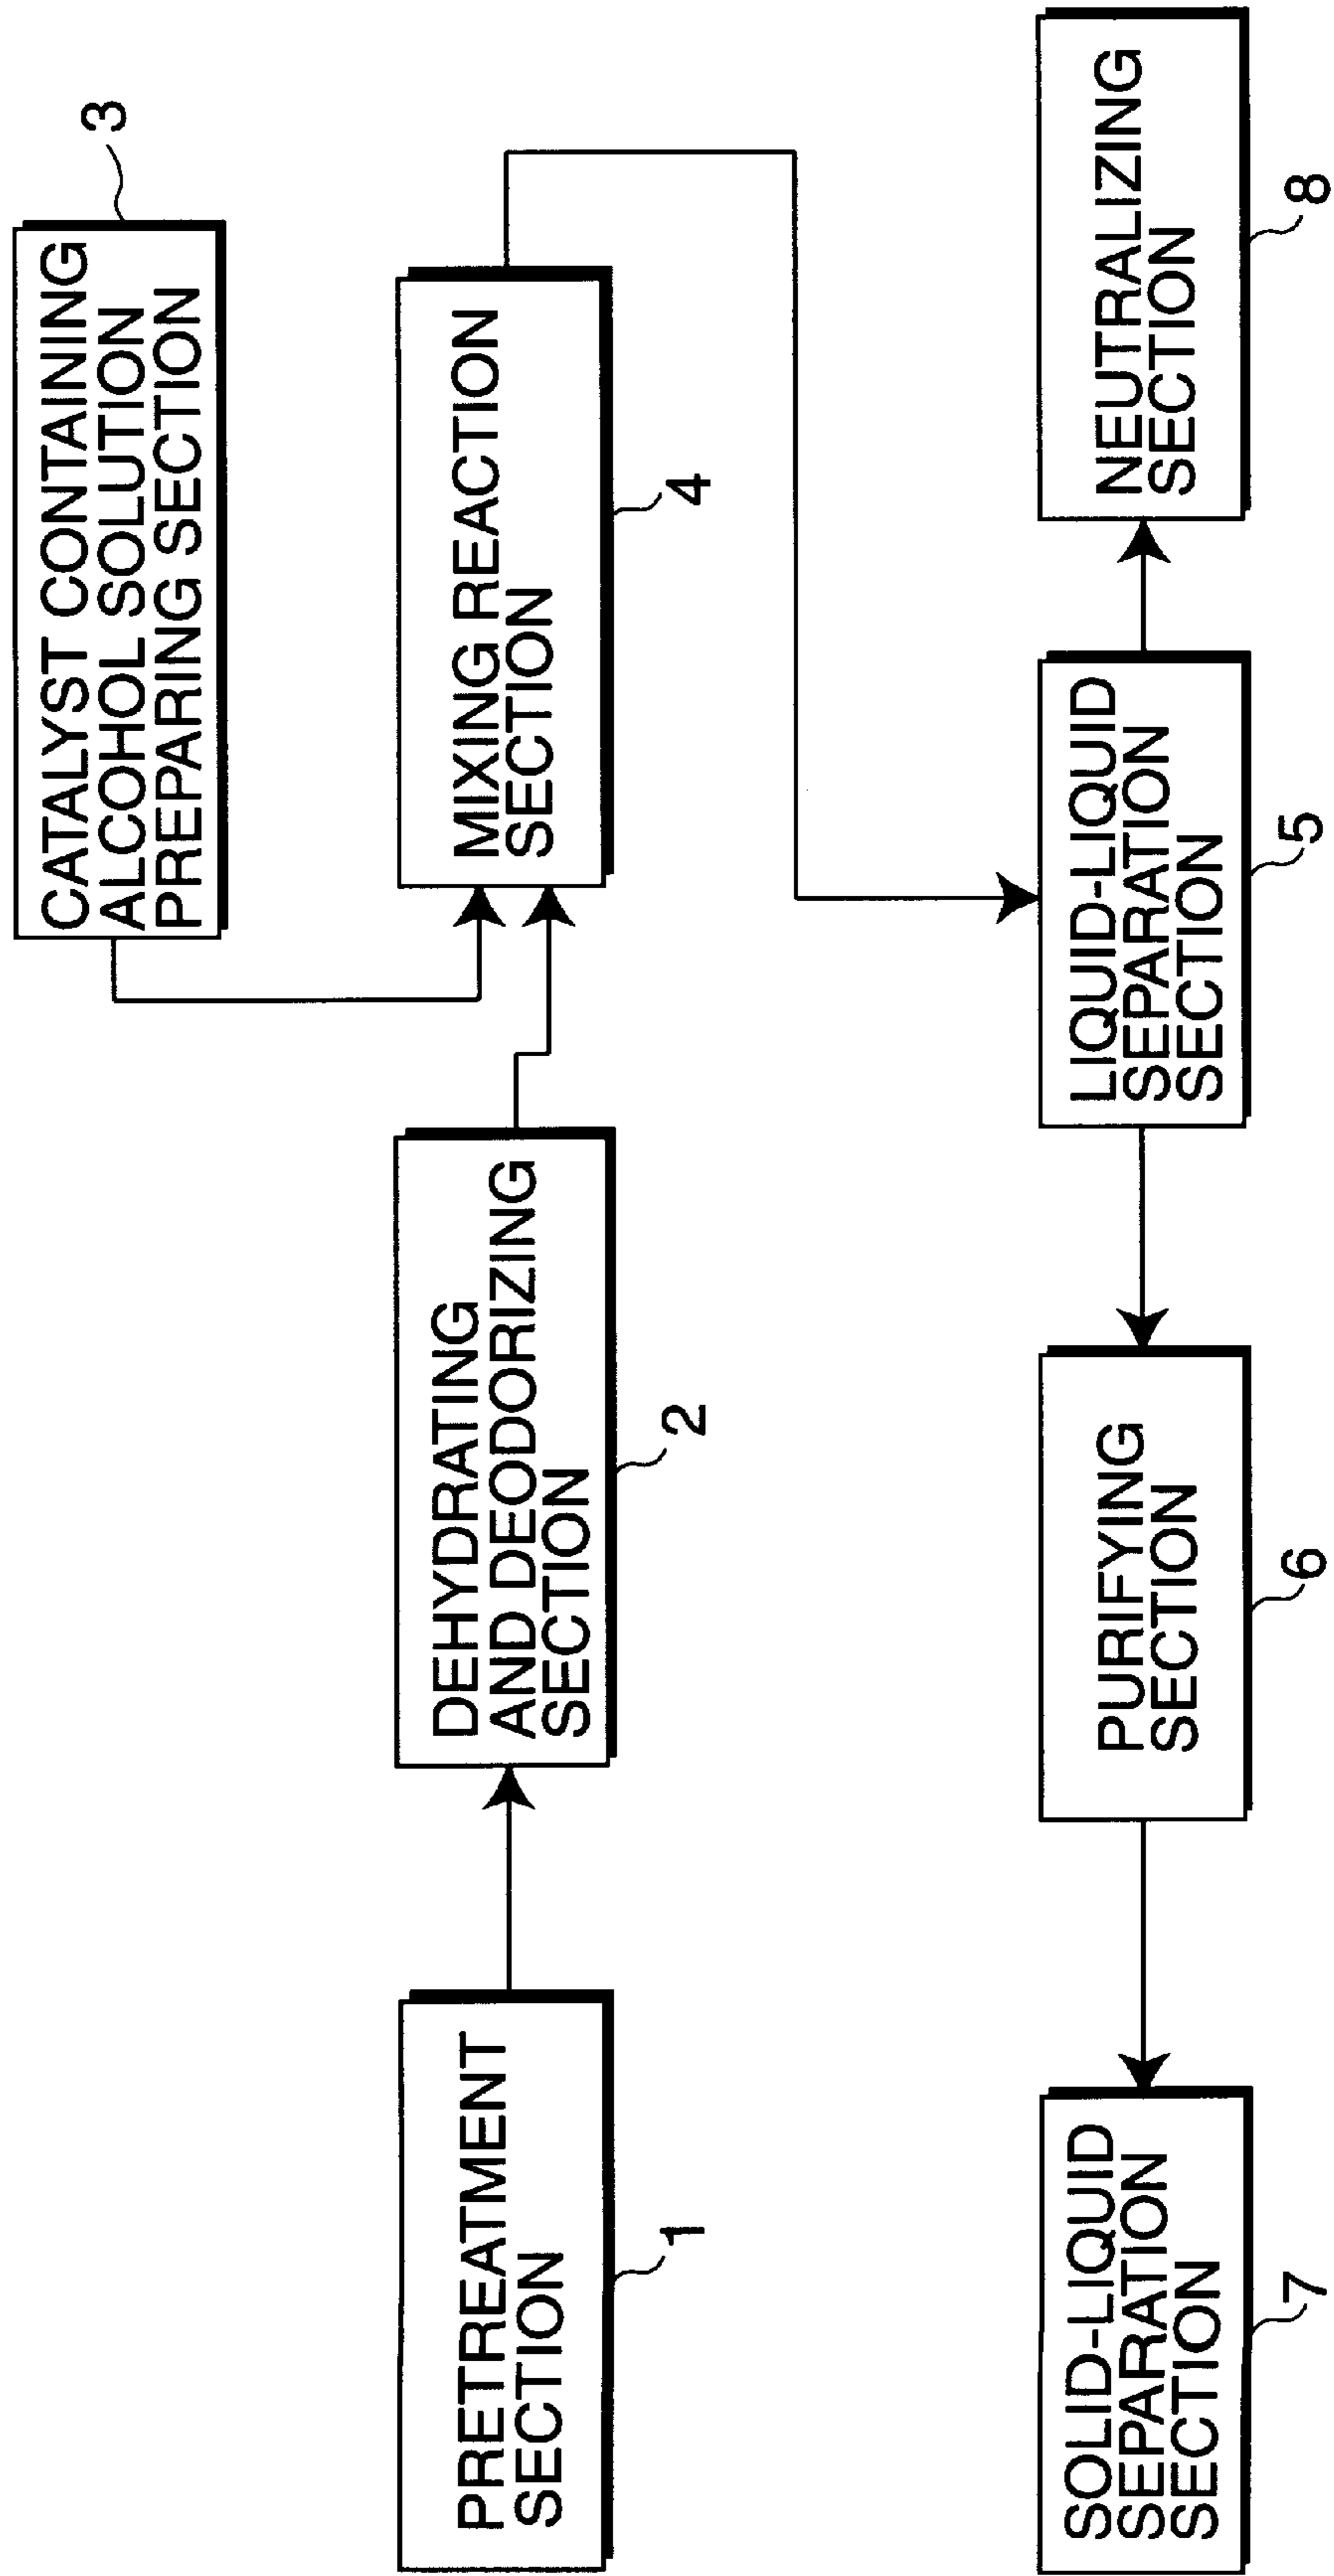 CATALYST CONTAINING
ALCOHOL SOLUTION
PREPARING SECTION
3
PRETREATMENT
SECTION
1
DEHYDRATING
AND DEODORIZING
SECTION
2
MIXING REACTION
SECTION
4
SOLID-LIQUID
SEPARATION
SECTION
7
PURIFYING
SECTION
6
LIQUID-LIQUID
SEPARATION
SECTION
5
NEUTRALIZING
SECTION
8